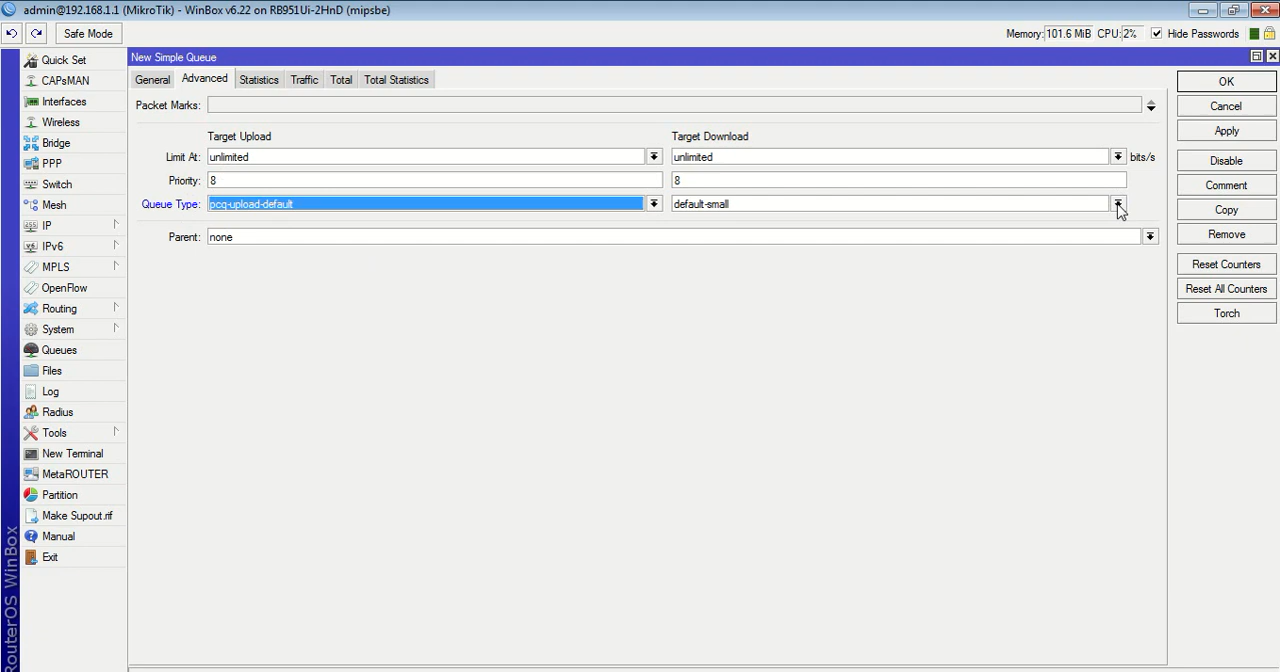 admin@192.168.1.1 (MikroTik) - WinBox v6.22 on RB951Ui-2HnD (mipsbe)
Safe Mode
Memory: 101.6 MiB CPU: 2% Hide Passwords
New Simple Queue
General Advanced Statistics Traffic Total Total Statistics
Packet Marks:
Target Upload Target Download
Limit At: unlimited unlimited bits/s
Priority: 8 8
Queue Type: pcq-upload-default default-small
Parent: none
OK
Cancel
Apply
Disable
Comment
Copy
Remove
Reset Counters
Reset All Counters
Torch
Quick Set
CAPsMAN
Interfaces
Wireless
Bridge
PPP
Switch
Mesh
IP
IPv6
MPLS
OpenFlow
Routing
System
Queues
Files
Log
Radius
Tools
New Terminal
MetaROUTER
Partition
Make Supout.rif
Manual
Exit
RouterOS WinBox